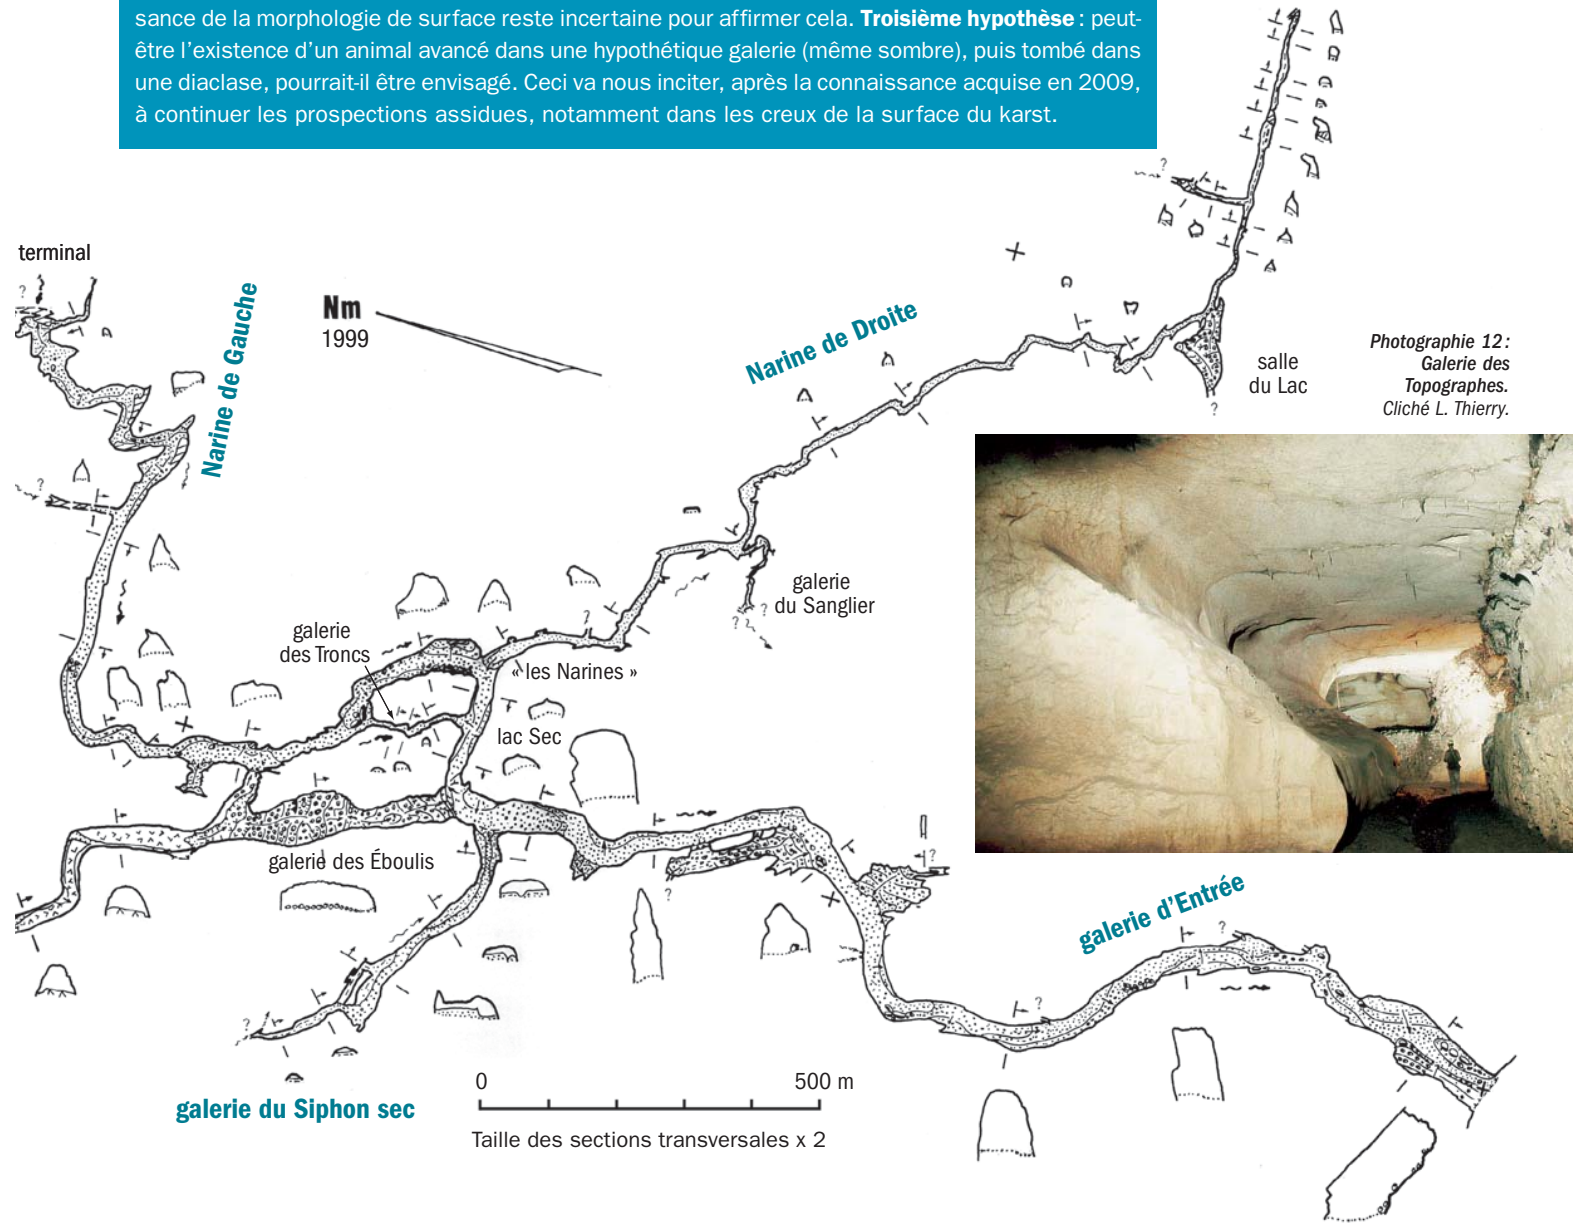 sance de la morphologie de surface reste incertaine pour affirmer cela. Troisième hypothèse : peut-
être l'existence d'un animal avancé dans une hypothétique galerie (même sombre), puis tombé dans
une diaclase, pourrait-il être envisagé. Ceci va nous inciter, après la connaissance acquise en 2009,
à continuer les prospections assidues, notamment dans les creux de la surface du karst.
terminal
Narine de Gauche
Nm
1999
Narine de Droite
salle
du Lac
Photographie 12 :
Galerie des
Topographes.
Cliché L. Thierry.
galerie
du Sanglier
galerie
des Troncs
« les Narines »
lac Sec
galerie des Éboulis
galerie d'Entrée
galerie du Siphon sec
0 500 m
Taille des sections transversales x 2
?
?
?
?
?
?
?
?
?
?
?
?